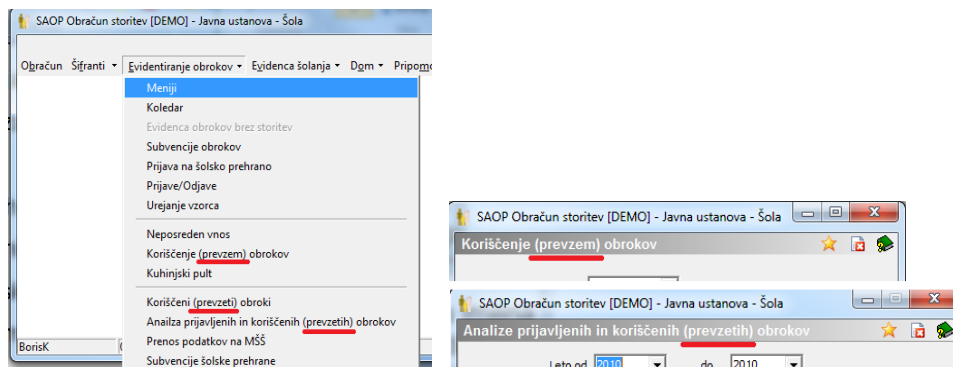 SAOP Obračun storitev [DEMO] - Javna ustanova - Šola
Obračun Šifranti Evidentiranje obrokov Evidenca šolanja Dom Pripomo
Meniji
Koledar
Evidenca obrokov brez storitev
Subvencije obrokov
Prijava na šolsko prehrano
Prijave/Odjave
Urejanje vzorca
Neposreden vnos
Koriščenje (prevzem) obrokov
Kuhinjski pult
Koriščeni (prevzeti) obroki
Anailza prijavljenih in koriščenih (prevzetih) obrokov
Prenos podatkov na MŠŠ
Subvencije šolske prehrane
BorisK
SAOP Obračun storitev [DEMO] - Javna ustanova - Šola
Koriščenje (prevzem) obrokov
SAOP Obračun storitev [DEMO] - Javna ustanova - Šola
Analize prijavljenih in koriščenih (prevzetih) obrokov
Leto od 2010 do 2010